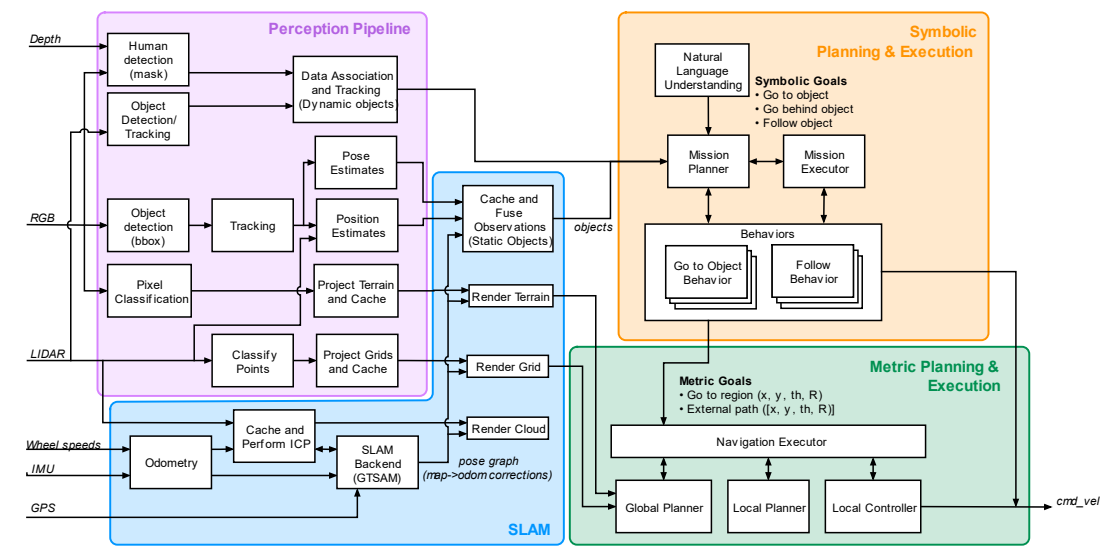 Perception Pipeline
Depth
Human
detection
(mask)
Object
Detection/
Tracking
Data Association
and Tracking
(Dynamic objects)
Pose
Estimates
RGB
Object
detection
(bbox)
Tracking
Position
Estimates
Pixel
Classification
Project Terrain
and Cache
LIDAR
Classify
Points
Project Grids
and Cache
Cache and
Fuse
Observations
(Static Objects)
objects
Render Terrain
Render Grid
Render Cloud
Cache and
Perform ICP
Wheel speeds
Odometry
IMU
SLAM
Backend
(GTSAM)
pose graph
(map->odom corrections)
GPS
SLAM
Symbolic
Planning & Execution
Natural
Language
Understanding
Symbolic Goals
• Go to object
• Go behind object
• Follow object
Mission
Planner
Mission
Executor
Behaviors
Go to Object
Behavior
Follow
Behavior
Metric Planning &
Execution
Metric Goals
• Go to region (x, y, th, R)
• External path ([x, y, th, R)]
Navigation Executor
Global Planner
Local Planner
Local Controller
cmd_vel